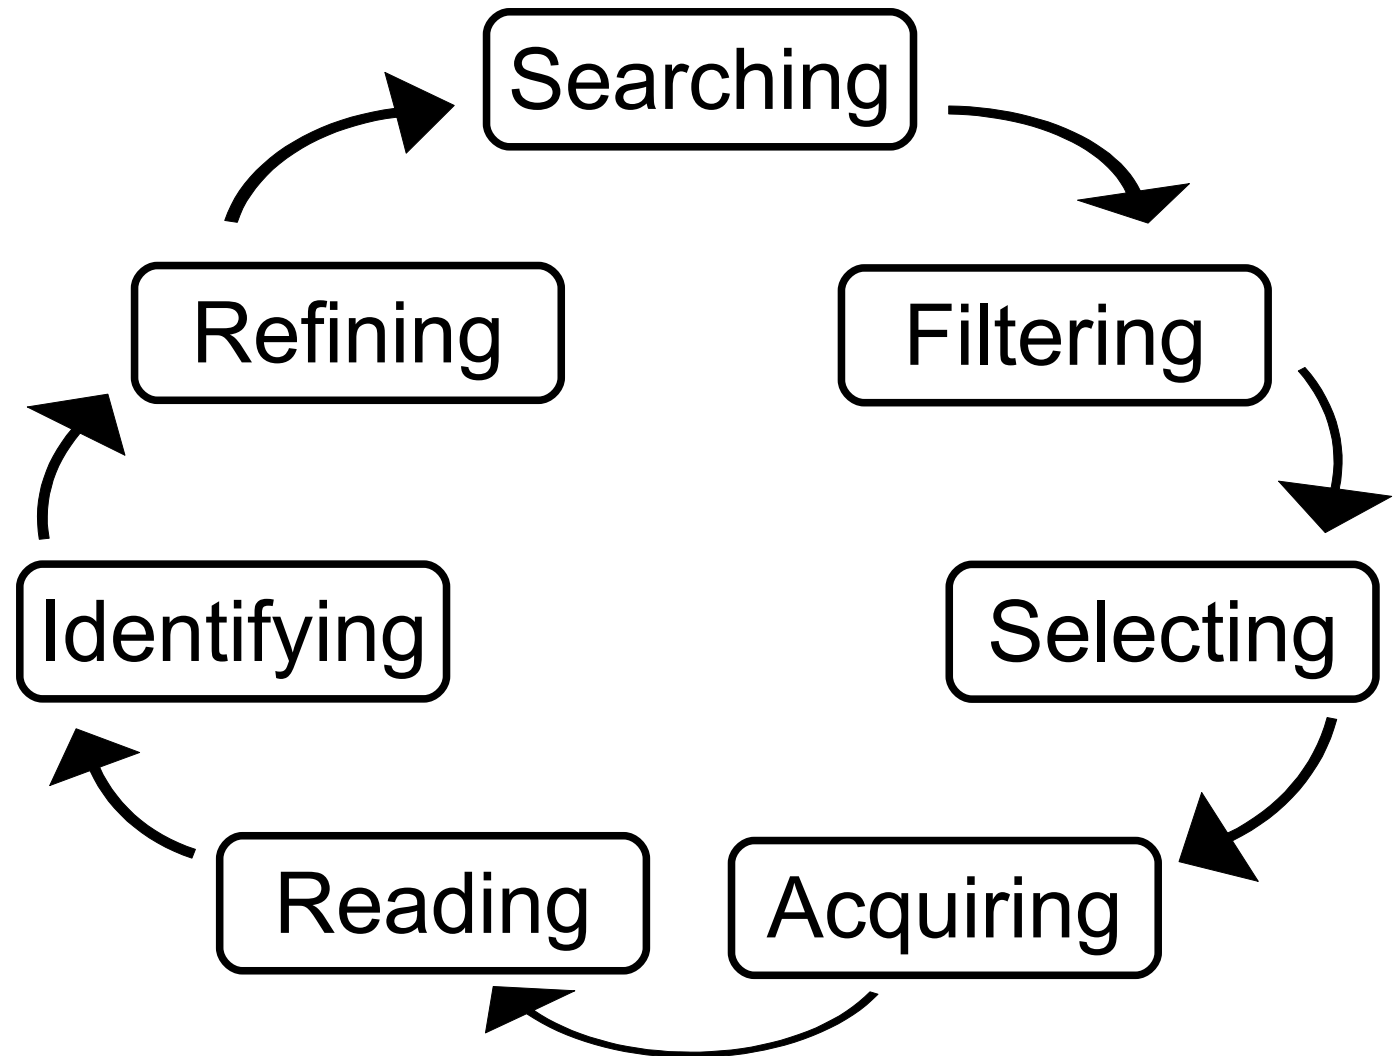 Searching
Filtering
Selecting
Acquiring
Reading
Identifying
Refining